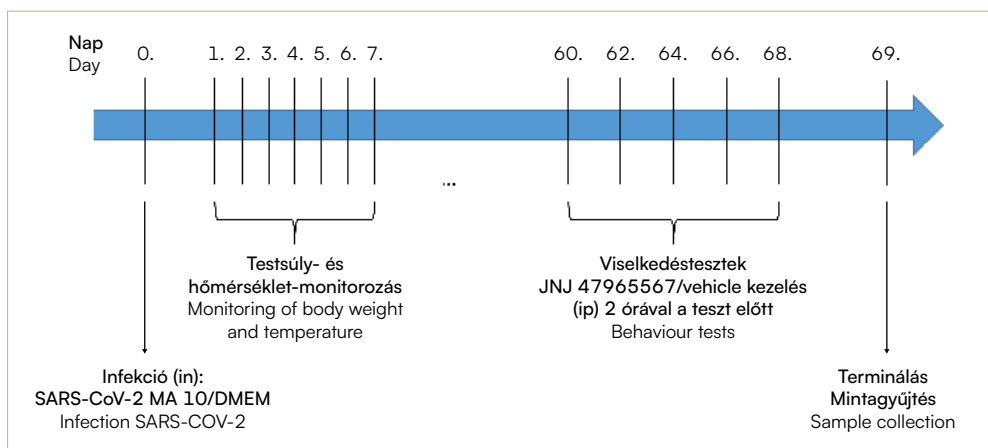 Nap
Day
0. 1. 2. 3. 4. 5. 6. 7. 60. 62. 64. 66. 68. 69.
...
Testsúly- és
hőmérséklet-monitorozás
Monitoring of body weight
and temperature
Viselkedéstesztek
JNJ 47965567/vehicle kezelés
(ip) 2 órával a teszt előtt
Behaviour tests
Infekció (in):
SARS-CoV-2 MA 10/DMEM
Infection SARS-COV-2
Terminálás
Mintagyűjtés
Sample collection